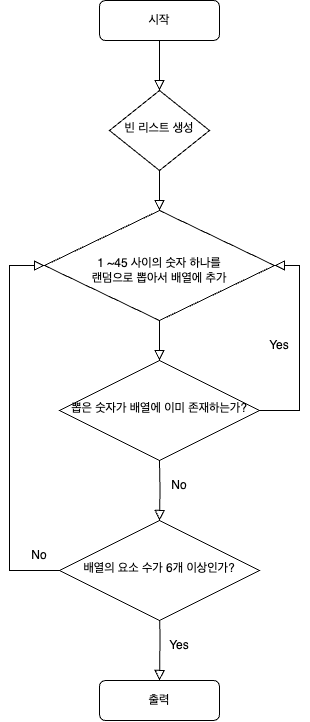 시작
빈 리스트 생성
1 ~45 사이의 숫자 하나를
랜덤으로 뽑아서 배열에 추가
Yes
뽑은 숫자가 배열에 이미 존재하는가?
No
No
배열의 요소 수가 6개 이상인가?
Yes
출력